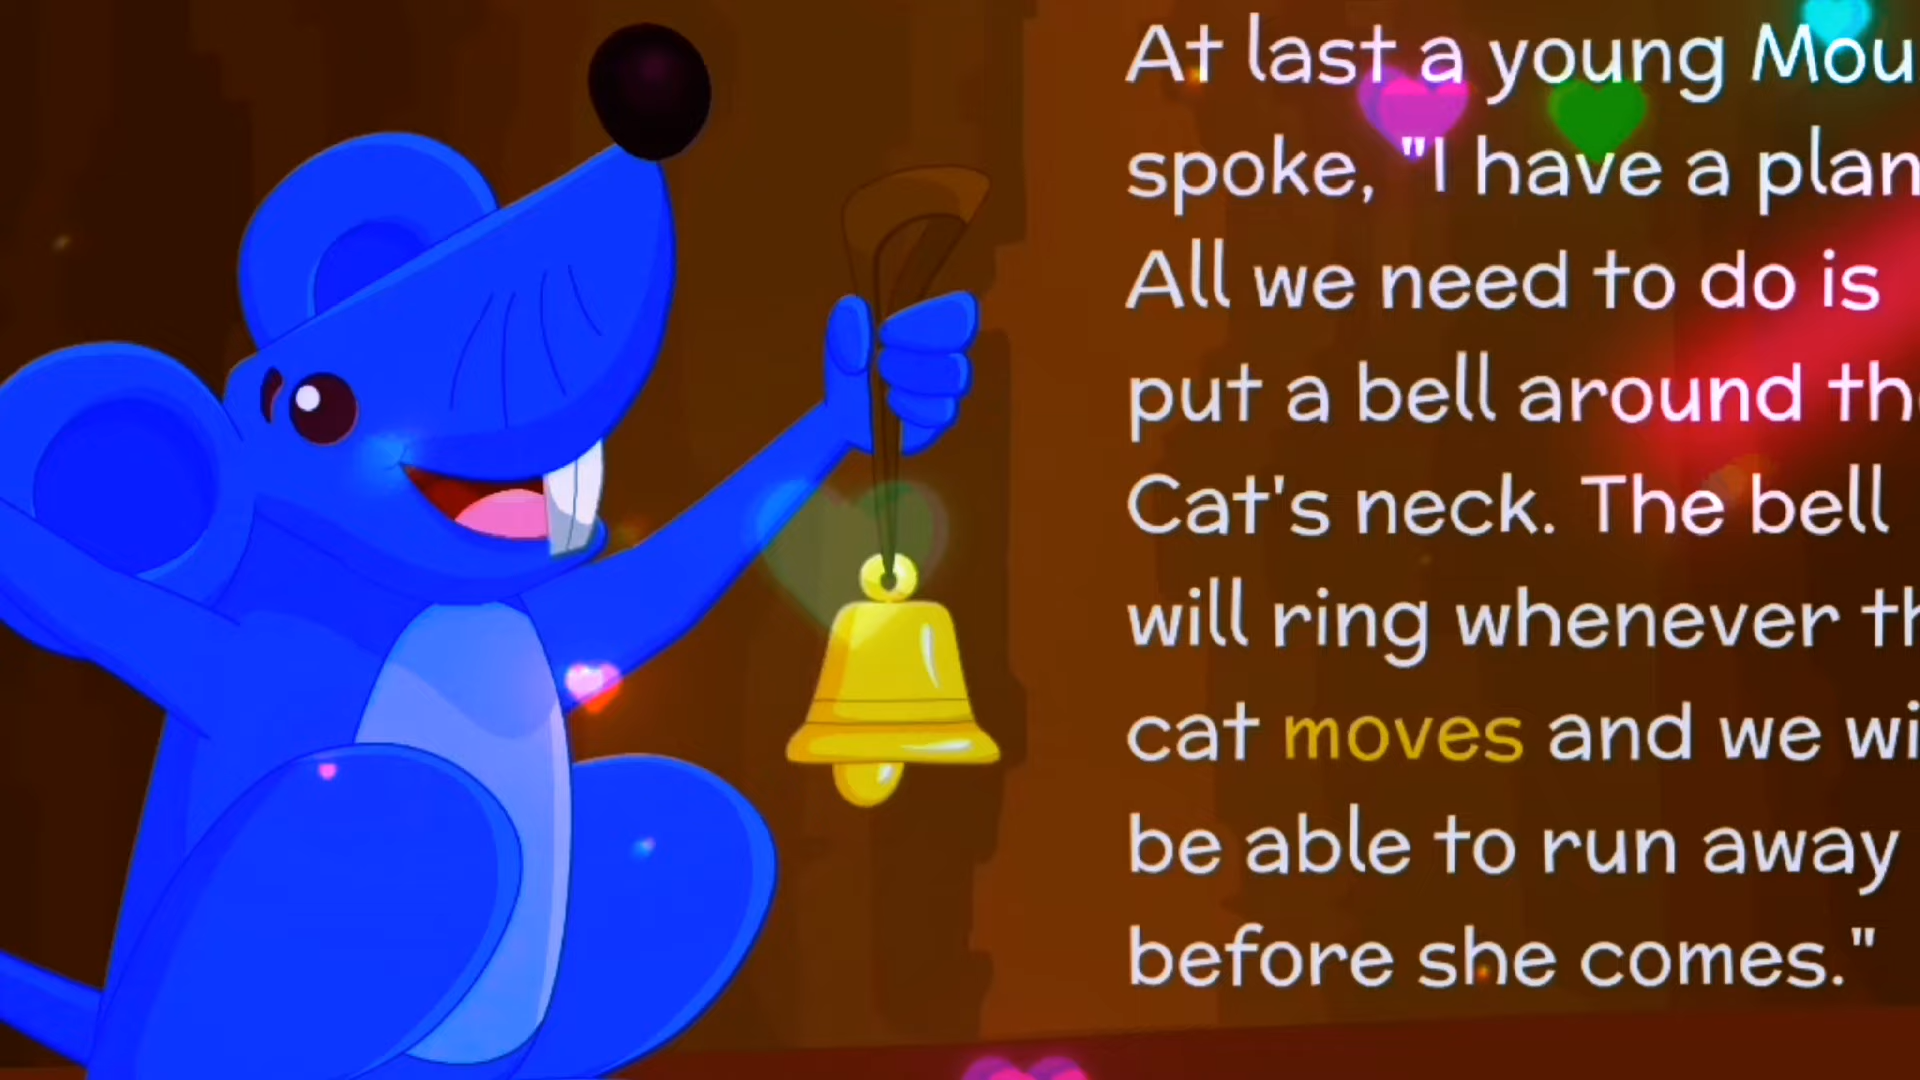 At last a young Mou
spoke, "I have a plan
All we need to do is
put a bell around the
Cat's neck. The bell
will ring whenever th
cat moves and we wi
be able to run away
before she comes."